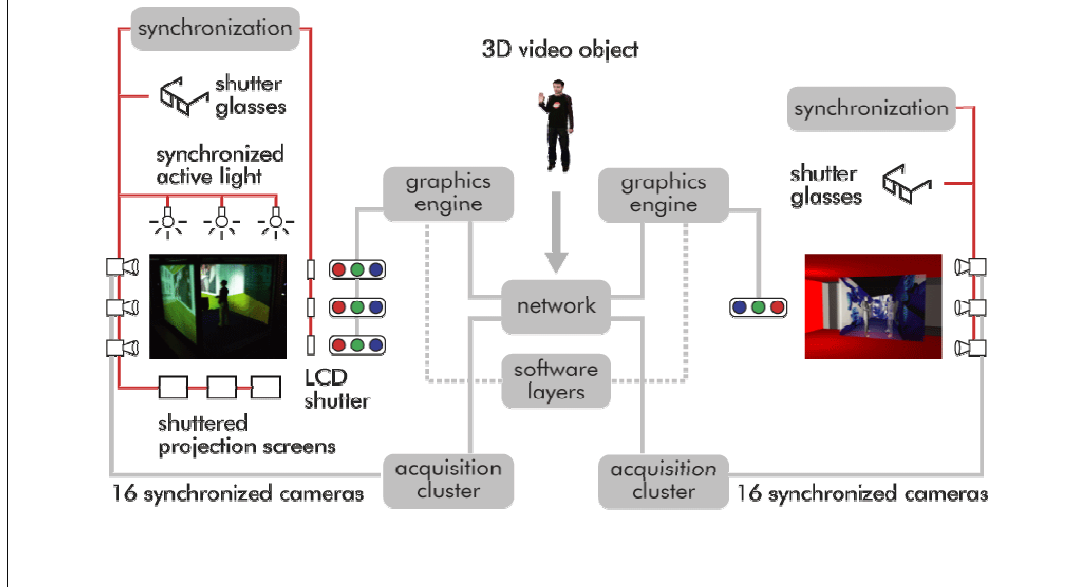 synchronization
3D video object
shutter
glasses
synchronization
synchronized
active light
shutter
glasses
graphics
engine
graphics
engine
network
software
layers
LCD
shutter
shuttered
projection screens
acquisition
cluster
acquisition
cluster
16 synchronized cameras
16 synchronized cameras